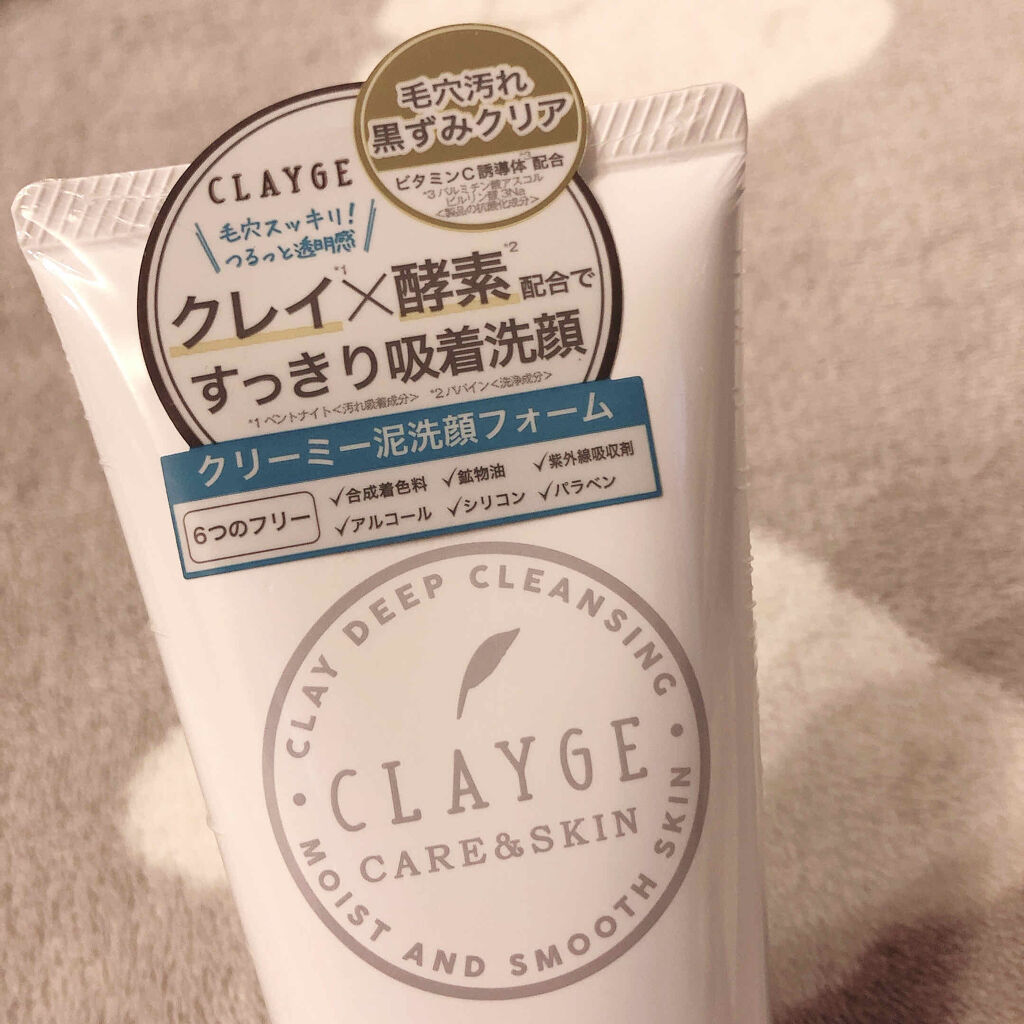 毛穴汚れ
黒ずみクリア
ビタミンC誘導体*3配合
*3 パルミチン酸アスコル
ビルリン酸3Na
<製品の抗酸化成分>
CLAYGE
毛穴スッキリ!
つるっと透明感
クレイ*1×酵素*2配合で
すっきり吸着洗顔
*1 ベントナイト<汚れ吸着成分> *2 パパイン<洗浄成分>
クリーミー泥洗顔フォーム
6つのフリー
✓合成着色料 ✓鉱物油 ✓紫外線吸収剤
✓アルコール ✓シリコン ✓パラベン
CLAY DEEP CLEANSING
CLAYGE
CARE&SKIN
MOIST AND SMOOTH SKIN